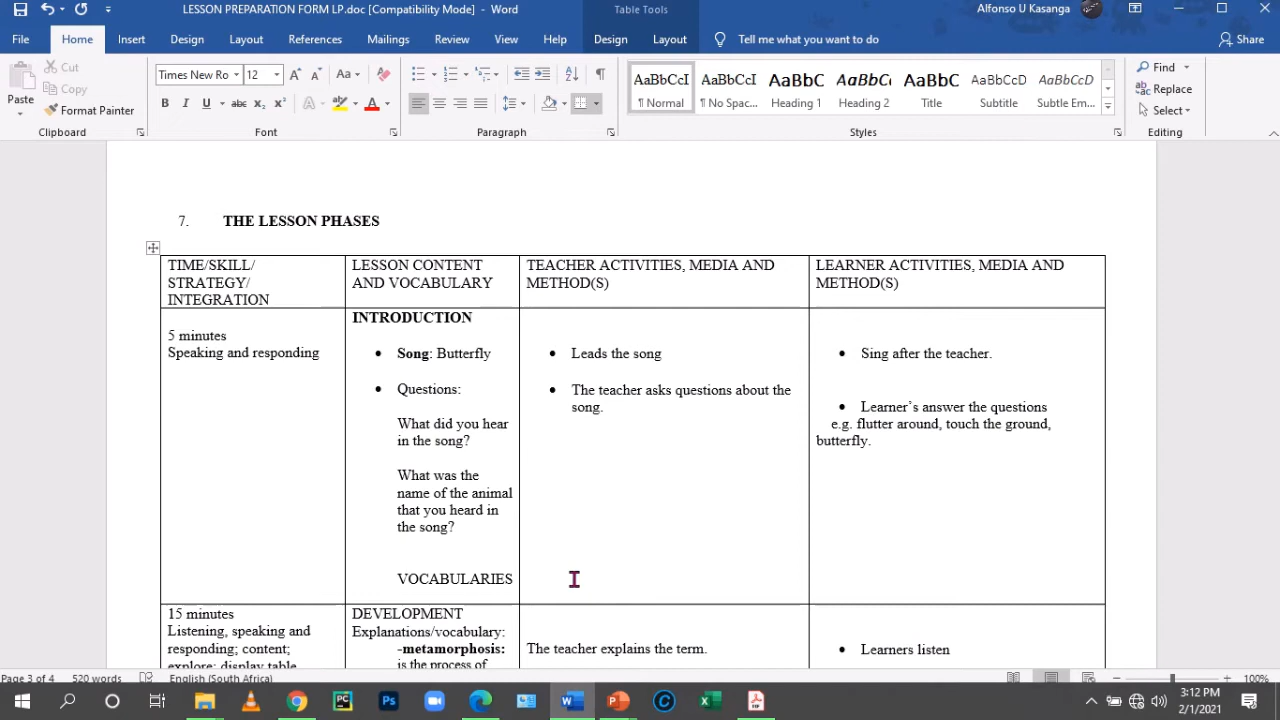 LESSON PREPARATION FORM LP.doc [Compatibility Mode] - Word
Table Tools
Alfonso U Kasanga
File Home Insert Design Layout References Mailings Review View Help Design Layout Tell me what you want to do Share
Cut
Copy
Format Painter
Paste
Clipboard
Times New Ro 12
Font
Paragraph
AaBbCcI AaBbCcI AaBbC AaBbCc AaBbC AaBbCcD AaBbCcD
¶ Normal ¶ No Spac... Heading 1 Heading 2 Title Subtitle Subtle Em...
Styles
Find
Replace
Select
Editing
7. THE LESSON PHASES
TIME/SKILL/
STRATEGY/
INTEGRATION
LESSON CONTENT
AND VOCABULARY
TEACHER ACTIVITIES, MEDIA AND
METHOD(S)
LEARNER ACTIVITIES, MEDIA AND
METHOD(S)
5 minutes
Speaking and responding
INTRODUCTION
• Song: Butterfly
• Questions:
What did you hear
in the song?
What was the
name of the animal
that you heard in
the song?
VOCABULARIES
• Leads the song
• The teacher asks questions about the
song.
• Sing after the teacher.
• Learner's answer the questions
e.g. flutter around, touch the ground,
butterfly.
15 minutes
Listening, speaking and
responding; content;
explore; display table
DEVELOPMENT
Explanations/vocabulary:
-metamorphosis:
is the process of
The teacher explains the term.
• Learners listen
Page 3 of 4 520 words English (South Africa) 100%
3:12 PM
2/1/2021